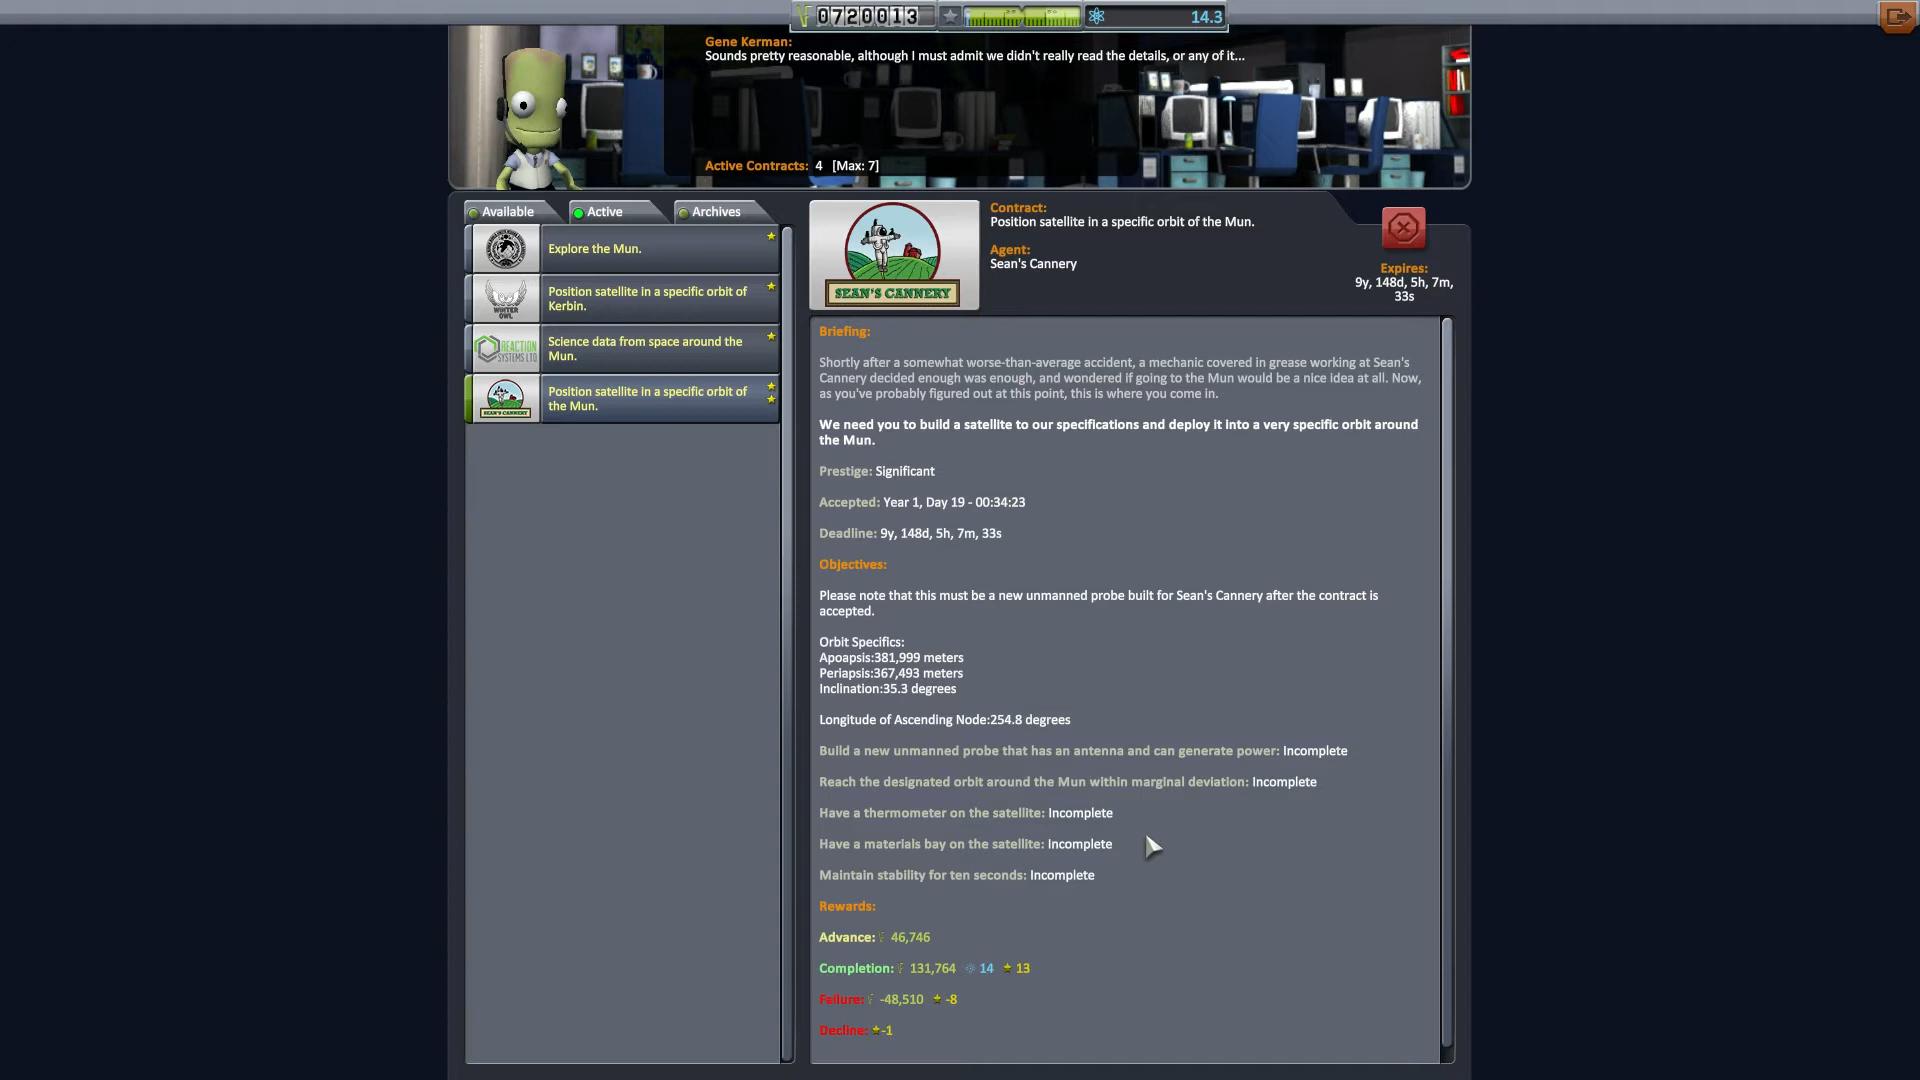 0720013
14.3
Gene Kerman:
Sounds pretty reasonable, although I must admit we didn't really read the details, or any of it...
Active Contracts: 4 [Max: 7]
Available
Active
Archives
Explore the Mun.
WINTER
OWL
Position satellite in a specific orbit of
Kerbin.
REACTION
SYSTEMS LTD
Science data from space around the
Mun.
SEAN'S CANNERY
Position satellite in a specific orbit of
the Mun.
SEAN'S CANNERY
Contract:
Position satellite in a specific orbit of the Mun.
Agent:
Sean's Cannery
Expires:
9y, 148d, 5h, 7m,
33s
Briefing:
Shortly after a somewhat worse-than-average accident, a mechanic covered in grease working at Sean's
Cannery decided enough was enough, and wondered if going to the Mun would be a nice idea at all. Now,
as you've probably figured out at this point, this is where you come in.
We need you to build a satellite to our specifications and deploy it into a very specific orbit around
the Mun.
Prestige: Significant
Accepted: Year 1, Day 19 - 00:34:23
Deadline: 9y, 148d, 5h, 7m, 33s
Objectives:
Please note that this must be a new unmanned probe built for Sean's Cannery after the contract is
accepted.
Orbit Specifics:
Apoapsis:381,999 meters
Periapsis:367,493 meters
Inclination:35.3 degrees
Longitude of Ascending Node:254.8 degrees
Build a new unmanned probe that has an antenna and can generate power: Incomplete
Reach the designated orbit around the Mun within marginal deviation: Incomplete
Have a thermometer on the satellite: Incomplete
Have a materials bay on the satellite: Incomplete
Maintain stability for ten seconds: Incomplete
Rewards:
Advance: 46,746
Completion: 131,764 14 13
Failure: -48,510 -8
Decline: -1